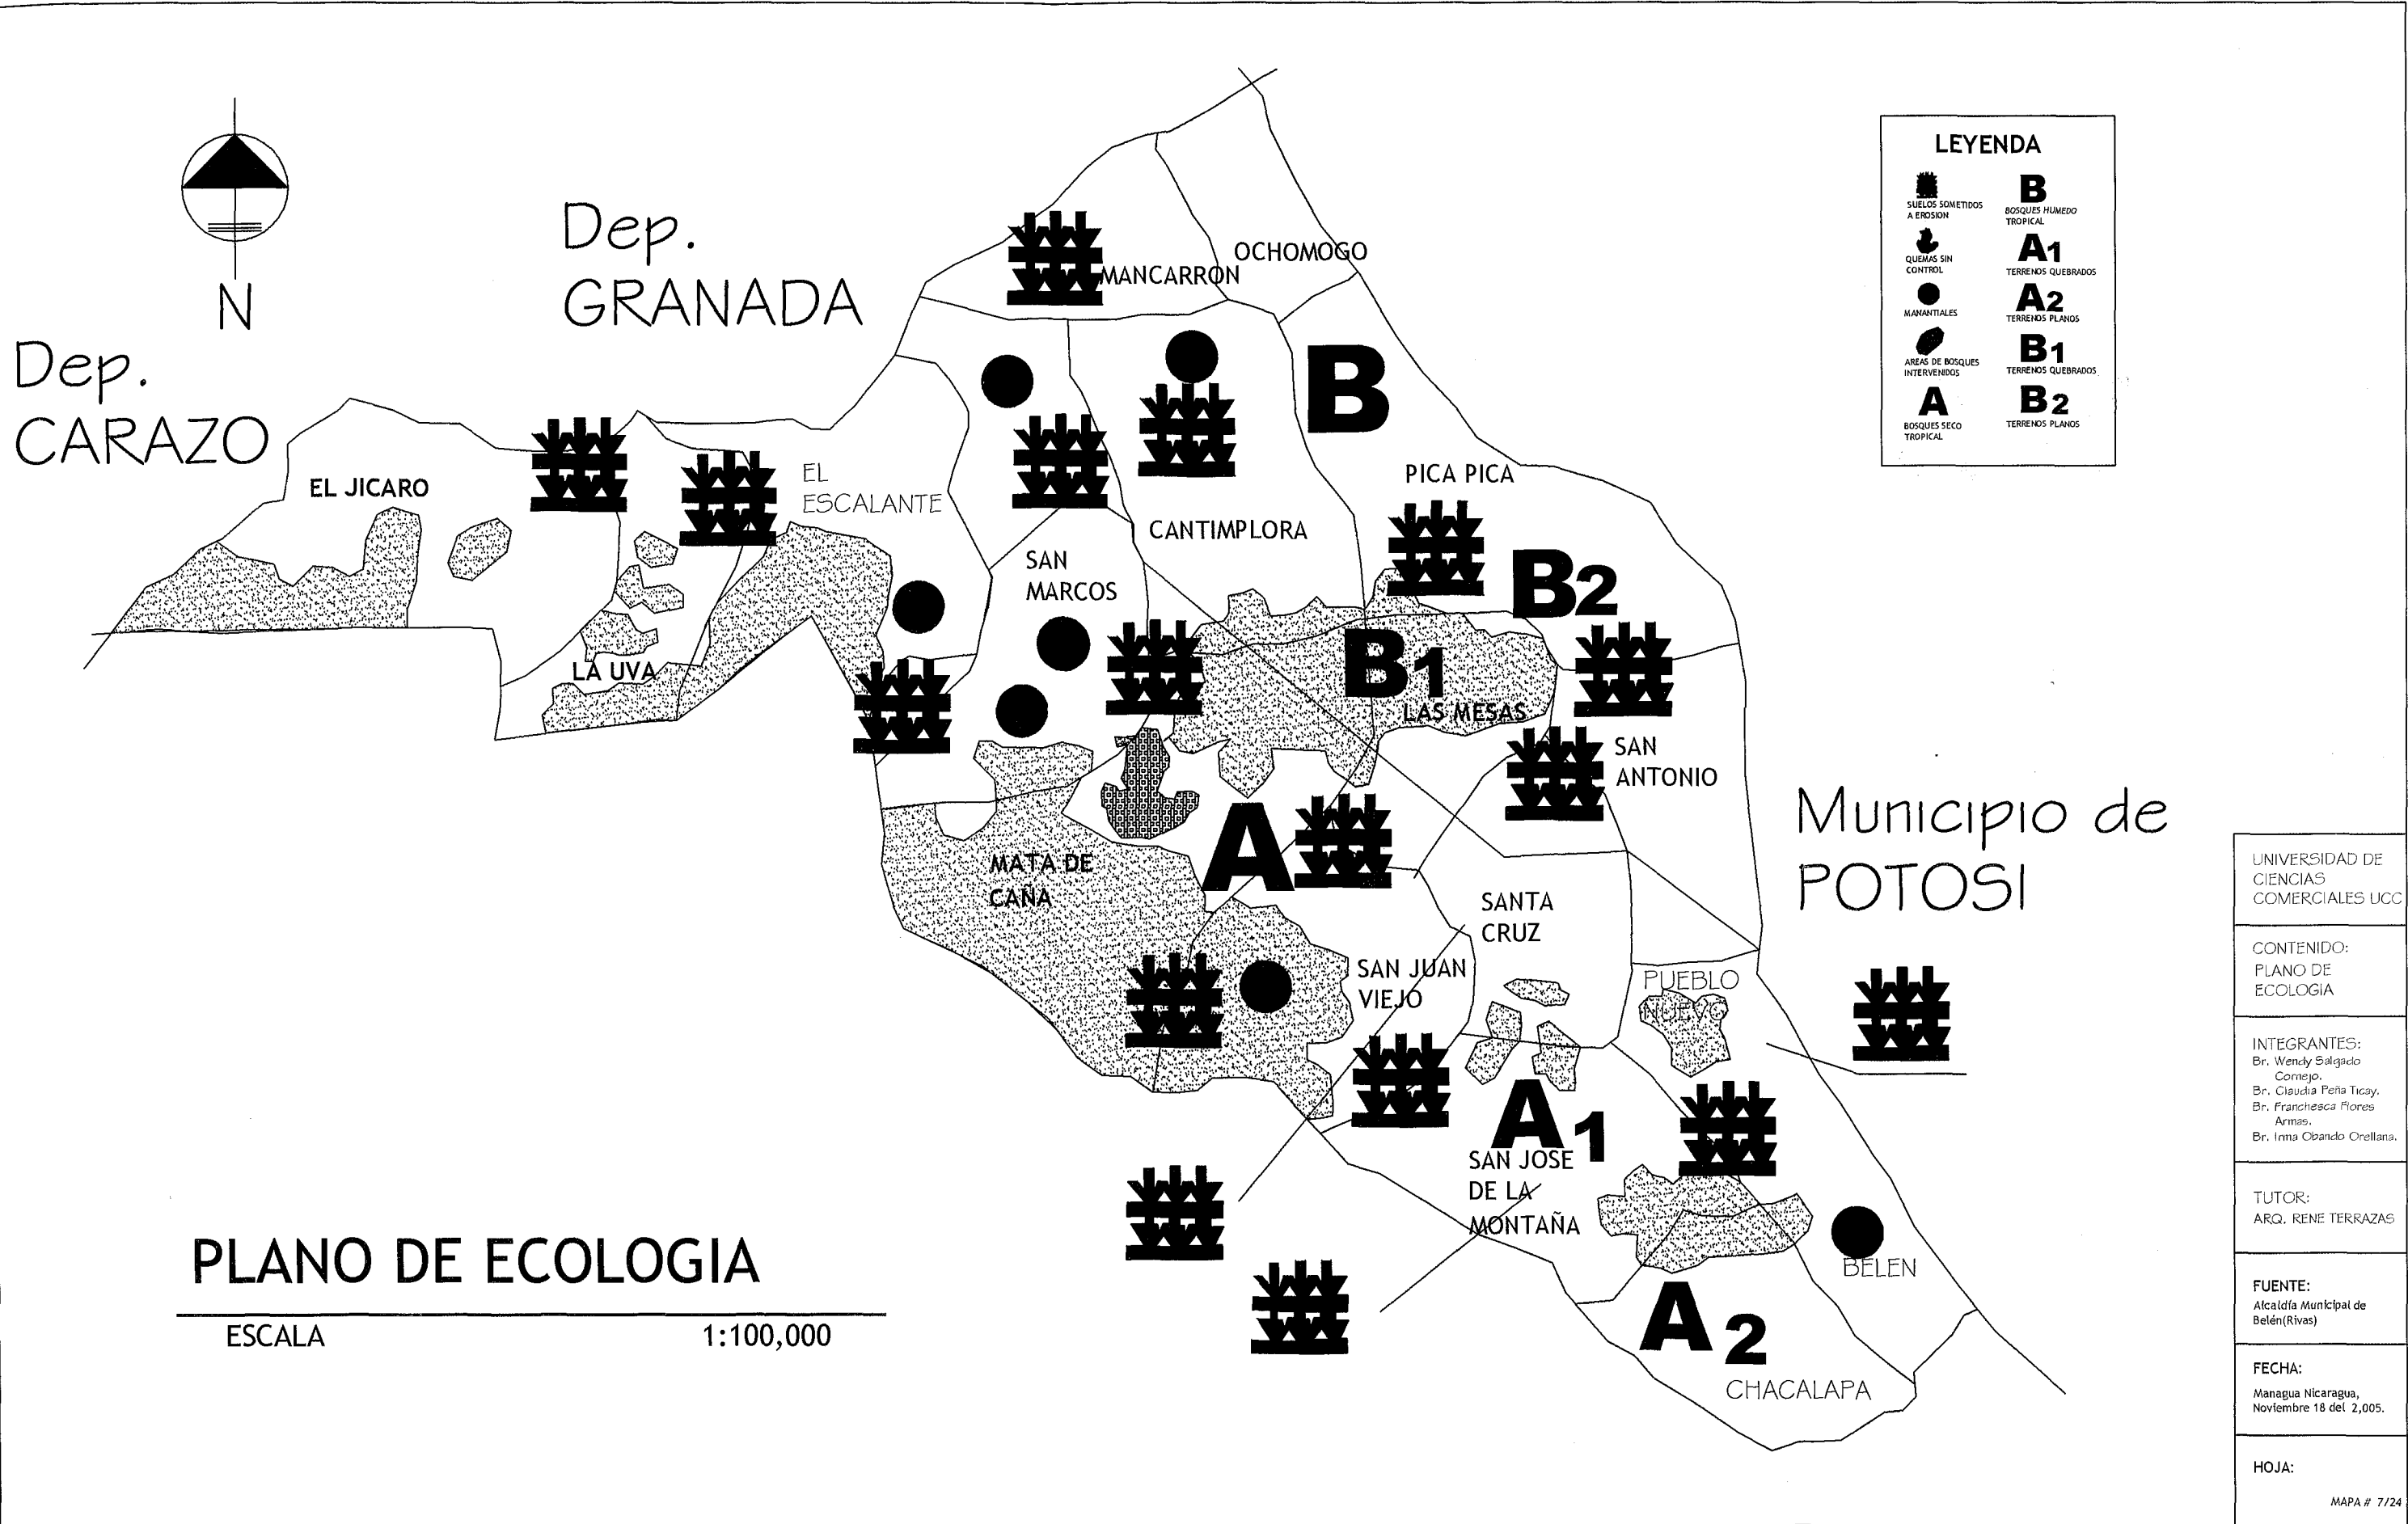 LEYENDA
SUELOS SOMETIDOS
A EROSION
B
BOSQUES HUMEDO
TROPICAL
QUEMAS SIN
CONTROL
A1
TERRENOS QUEBRADOS
MANANTIALES
A2
TERRENOS PLANOS
AREAS DE BOSQUES
INTERVENIDOS
B1
TERRENOS QUEBRADOS
A
BOSQUES SECO
TROPICAL
B2
TERRENOS PLANOS
N
Dep.
GRANADA
Dep.
CARAZO
MANCARRON
OCHOMOGO
B
EL JICARO
EL
ESCALANTE
PICA PICA
CANTIMPLORA
SAN
MARCOS
B2
B1
LA UVA
LAS MESAS
SAN
ANTONIO
Municipio de
POTOSI
A
MATA DE
CAÑA
SANTA
CRUZ
SAN JUAN
VIEJO
PUEBLO
NUEVO
A1
SAN JOSE
DE LA
MONTAÑA
BELEN
A2
CHACALAPA
PLANO DE ECOLOGIA
ESCALA 1:100,000
UNIVERSIDAD DE
CIENCIAS
COMERCIALES UCC
CONTENIDO:
PLANO DE
ECOLOGIA
INTEGRANTES:
Br. Wendy Salgado
Cornejo.
Br. Claudia Peña Ticay.
Br. Franchesca Flores
Armas.
Br. Irma Obando Orellana.
TUTOR:
ARQ. RENE TERRAZAS
FUENTE:
Alcaldía Municipal de
Belén(Rivas)
FECHA:
Managua Nicaragua,
Noviembre 18 del 2,005.
HOJA:
MAPA # 7/24